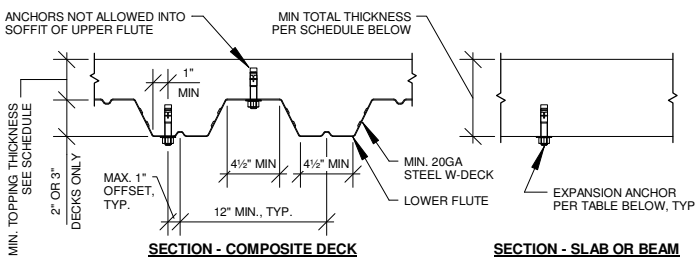 ANCHORS NOT ALLOWED INTO
SOFFIT OF UPPER FLUTE
MIN TOTAL THICKNESS
PER SCHEDULE BELOW
1"
MIN
MIN. TOPPING THICKNESS
SEE SCHEDULE
2" OR 3"
DECKS ONLY
MAX. 1"
OFFSET,
TYP.
4½" MIN
4½" MIN
12" MIN., TYP.
MIN. 20GA
STEEL W-DECK
LOWER FLUTE
EXPANSION ANCHOR
PER TABLE BELOW, TYP
SECTION - COMPOSITE DECK
SECTION - SLAB OR BEAM